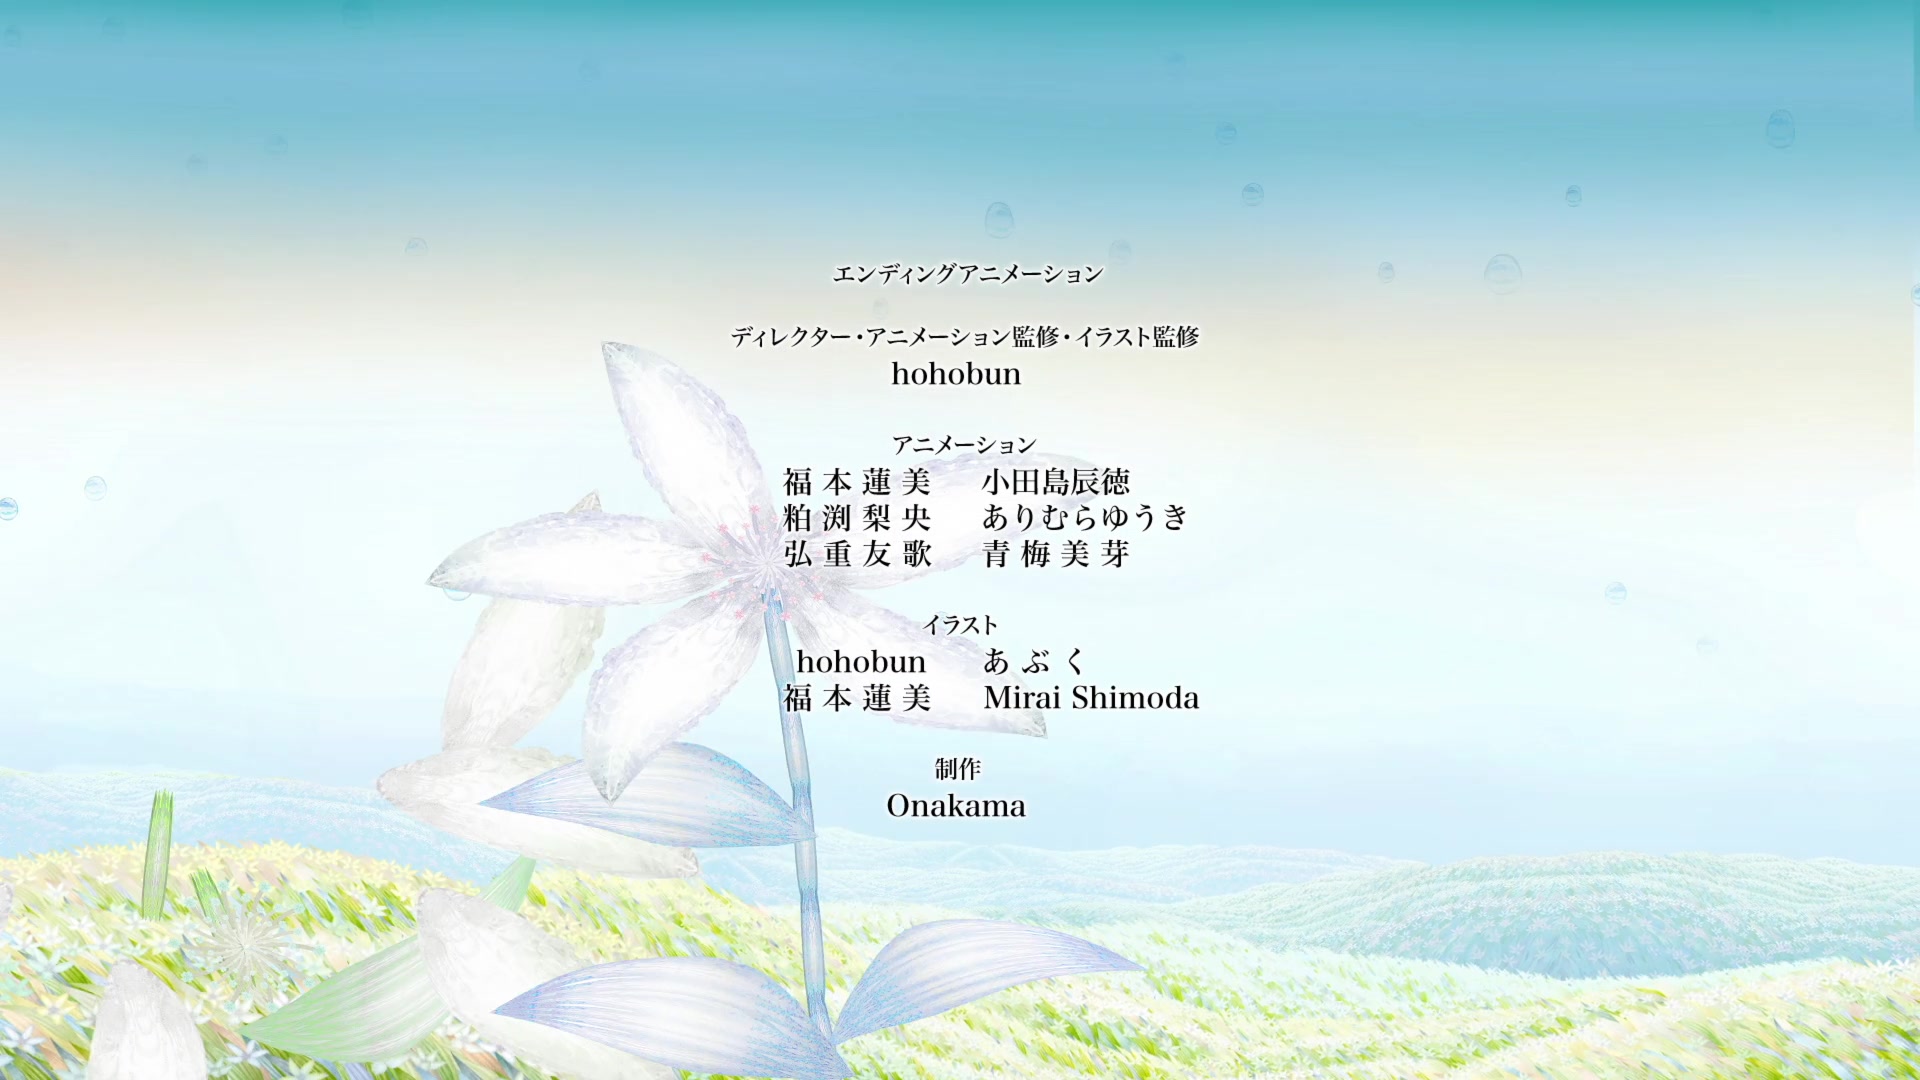 エンディングアニメーション
ディレクター・アニメーション監修・イラスト監修
hohobun
アニメーション
福本蓮美 小田島辰徳
粕渕梨央 ありむらゆうき
弘重友歌 青梅美芽
イラスト
hohobun あぶく
福本蓮美 Mirai Shimoda
制作
Onakama